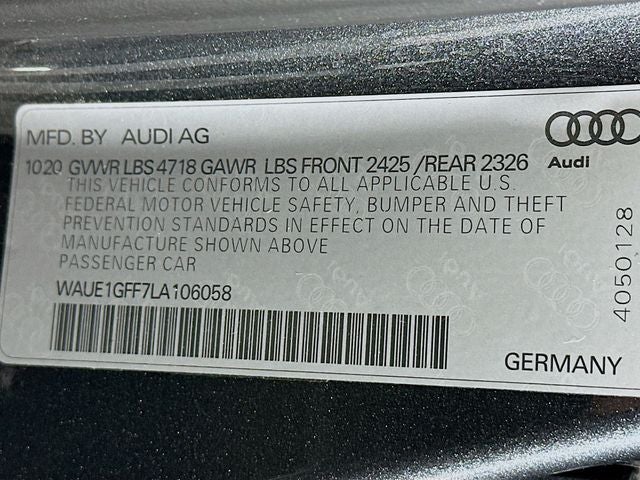 MFD. BY AUDI AG
Audi
1020 GVWR LBS 4718 GAWR LBS FRONT 2425 /REAR 2326
THIS VEHICLE CONFORMS TO ALL APPLICABLE U.S.
FEDERAL MOTOR VEHICLE SAFETY, BUMPER AND THEFT
PREVENTION STANDARDS IN EFFECT ON THE DATE OF
MANUFACTURE SHOWN ABOVE
PASSENGER CAR
WAUE1GFF7LA106058
4050128
GERMANY